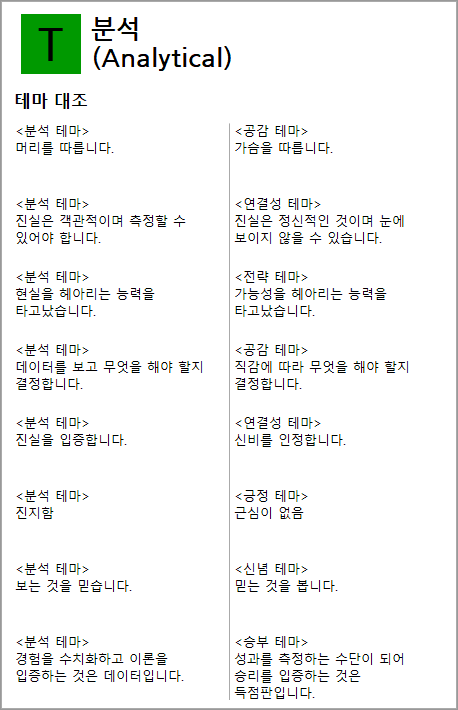 T
분석
(Analytical)
테마 대조
<분석 테마>
머리를 따릅니다.
<공감 테마>
가슴을 따릅니다.
<분석 테마>
진실은 객관적이며 측정할 수
있어야 합니다.
<연결성 테마>
진실은 정신적인 것이며 눈에
보이지 않을 수 있습니다.
<분석 테마>
현실을 헤아리는 능력을
타고났습니다.
<전략 테마>
가능성을 헤아리는 능력을
타고났습니다.
<분석 테마>
데이터를 보고 무엇을 해야 할지
결정합니다.
<공감 테마>
직감에 따라 무엇을 해야 할지
결정합니다.
<분석 테마>
진실을 입증합니다.
<연결성 테마>
신비를 인정합니다.
<분석 테마>
진지함
<긍정 테마>
근심이 없음
<분석 테마>
보는 것을 믿습니다.
<신념 테마>
믿는 것을 봅니다.
<분석 테마>
경험을 수치화하고 이론을
입증하는 것은 데이터입니다.
<승부 테마>
성과를 측정하는 수단이 되어
승리를 입증하는 것은
득점판입니다.